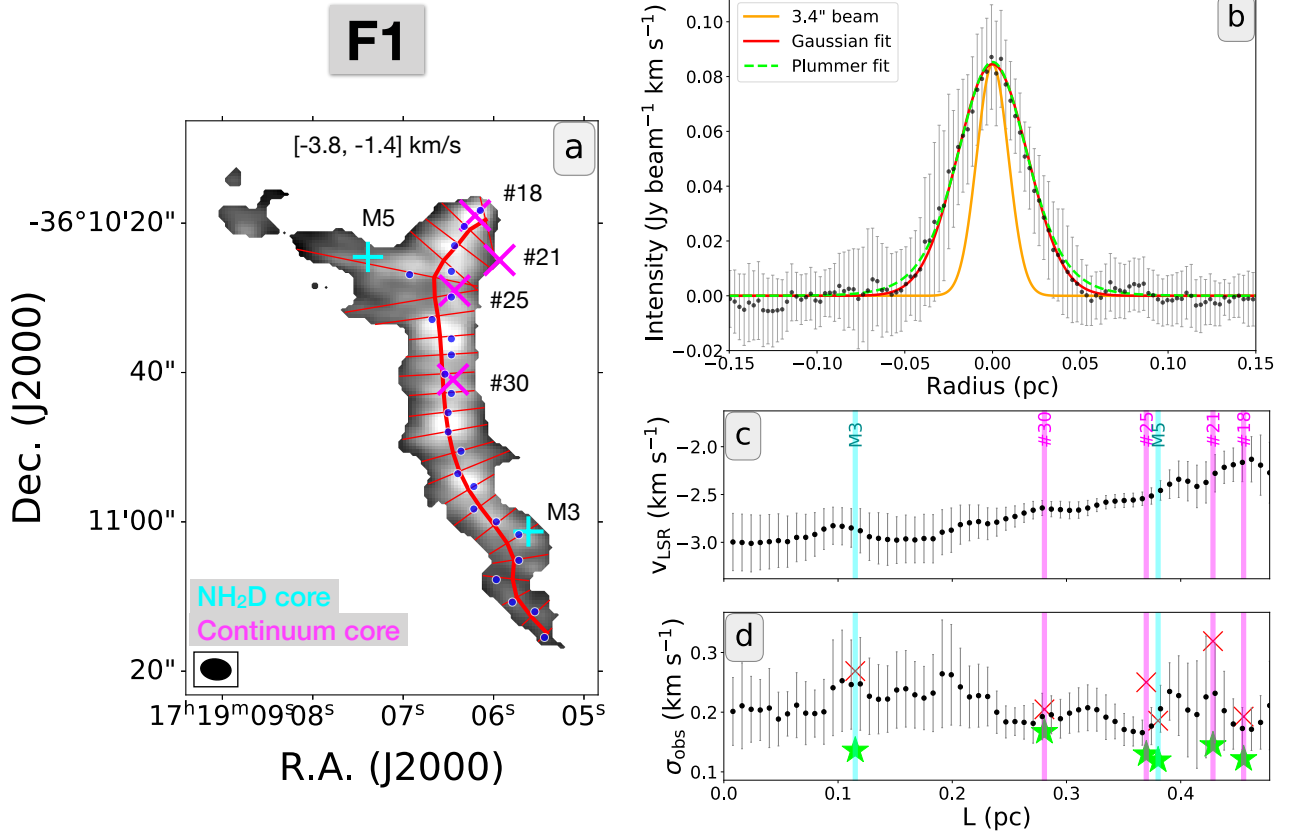 F1
[-3.8, -1.4] km/s
a
#18
M5
#21
#25
#30
M3
-36°10'20"
40"
11'00"
20"
Dec. (J2000)
NH₂D core
Continuum core
17ʰ19ᵐ09ˢ08ˢ
07ˢ
06ˢ
05ˢ
R.A. (J2000)
b
3.4" beam
Gaussian fit
Plummer fit
0.10
0.08
0.06
0.04
0.02
0.00
−0.02
Intensity (Jy beam⁻¹ km s⁻¹)
−0.15
−0.10
−0.05
0.00
0.05
0.10
0.15
Radius (pc)
c
M3
#30
#25
M5
#21
#18
−2.0
−2.5
−3.0
v_LSR (km s⁻¹)
d
0.3
0.2
0.1
σ_obs (km s⁻¹)
0.0
0.1
0.2
0.3
0.4
L (pc)